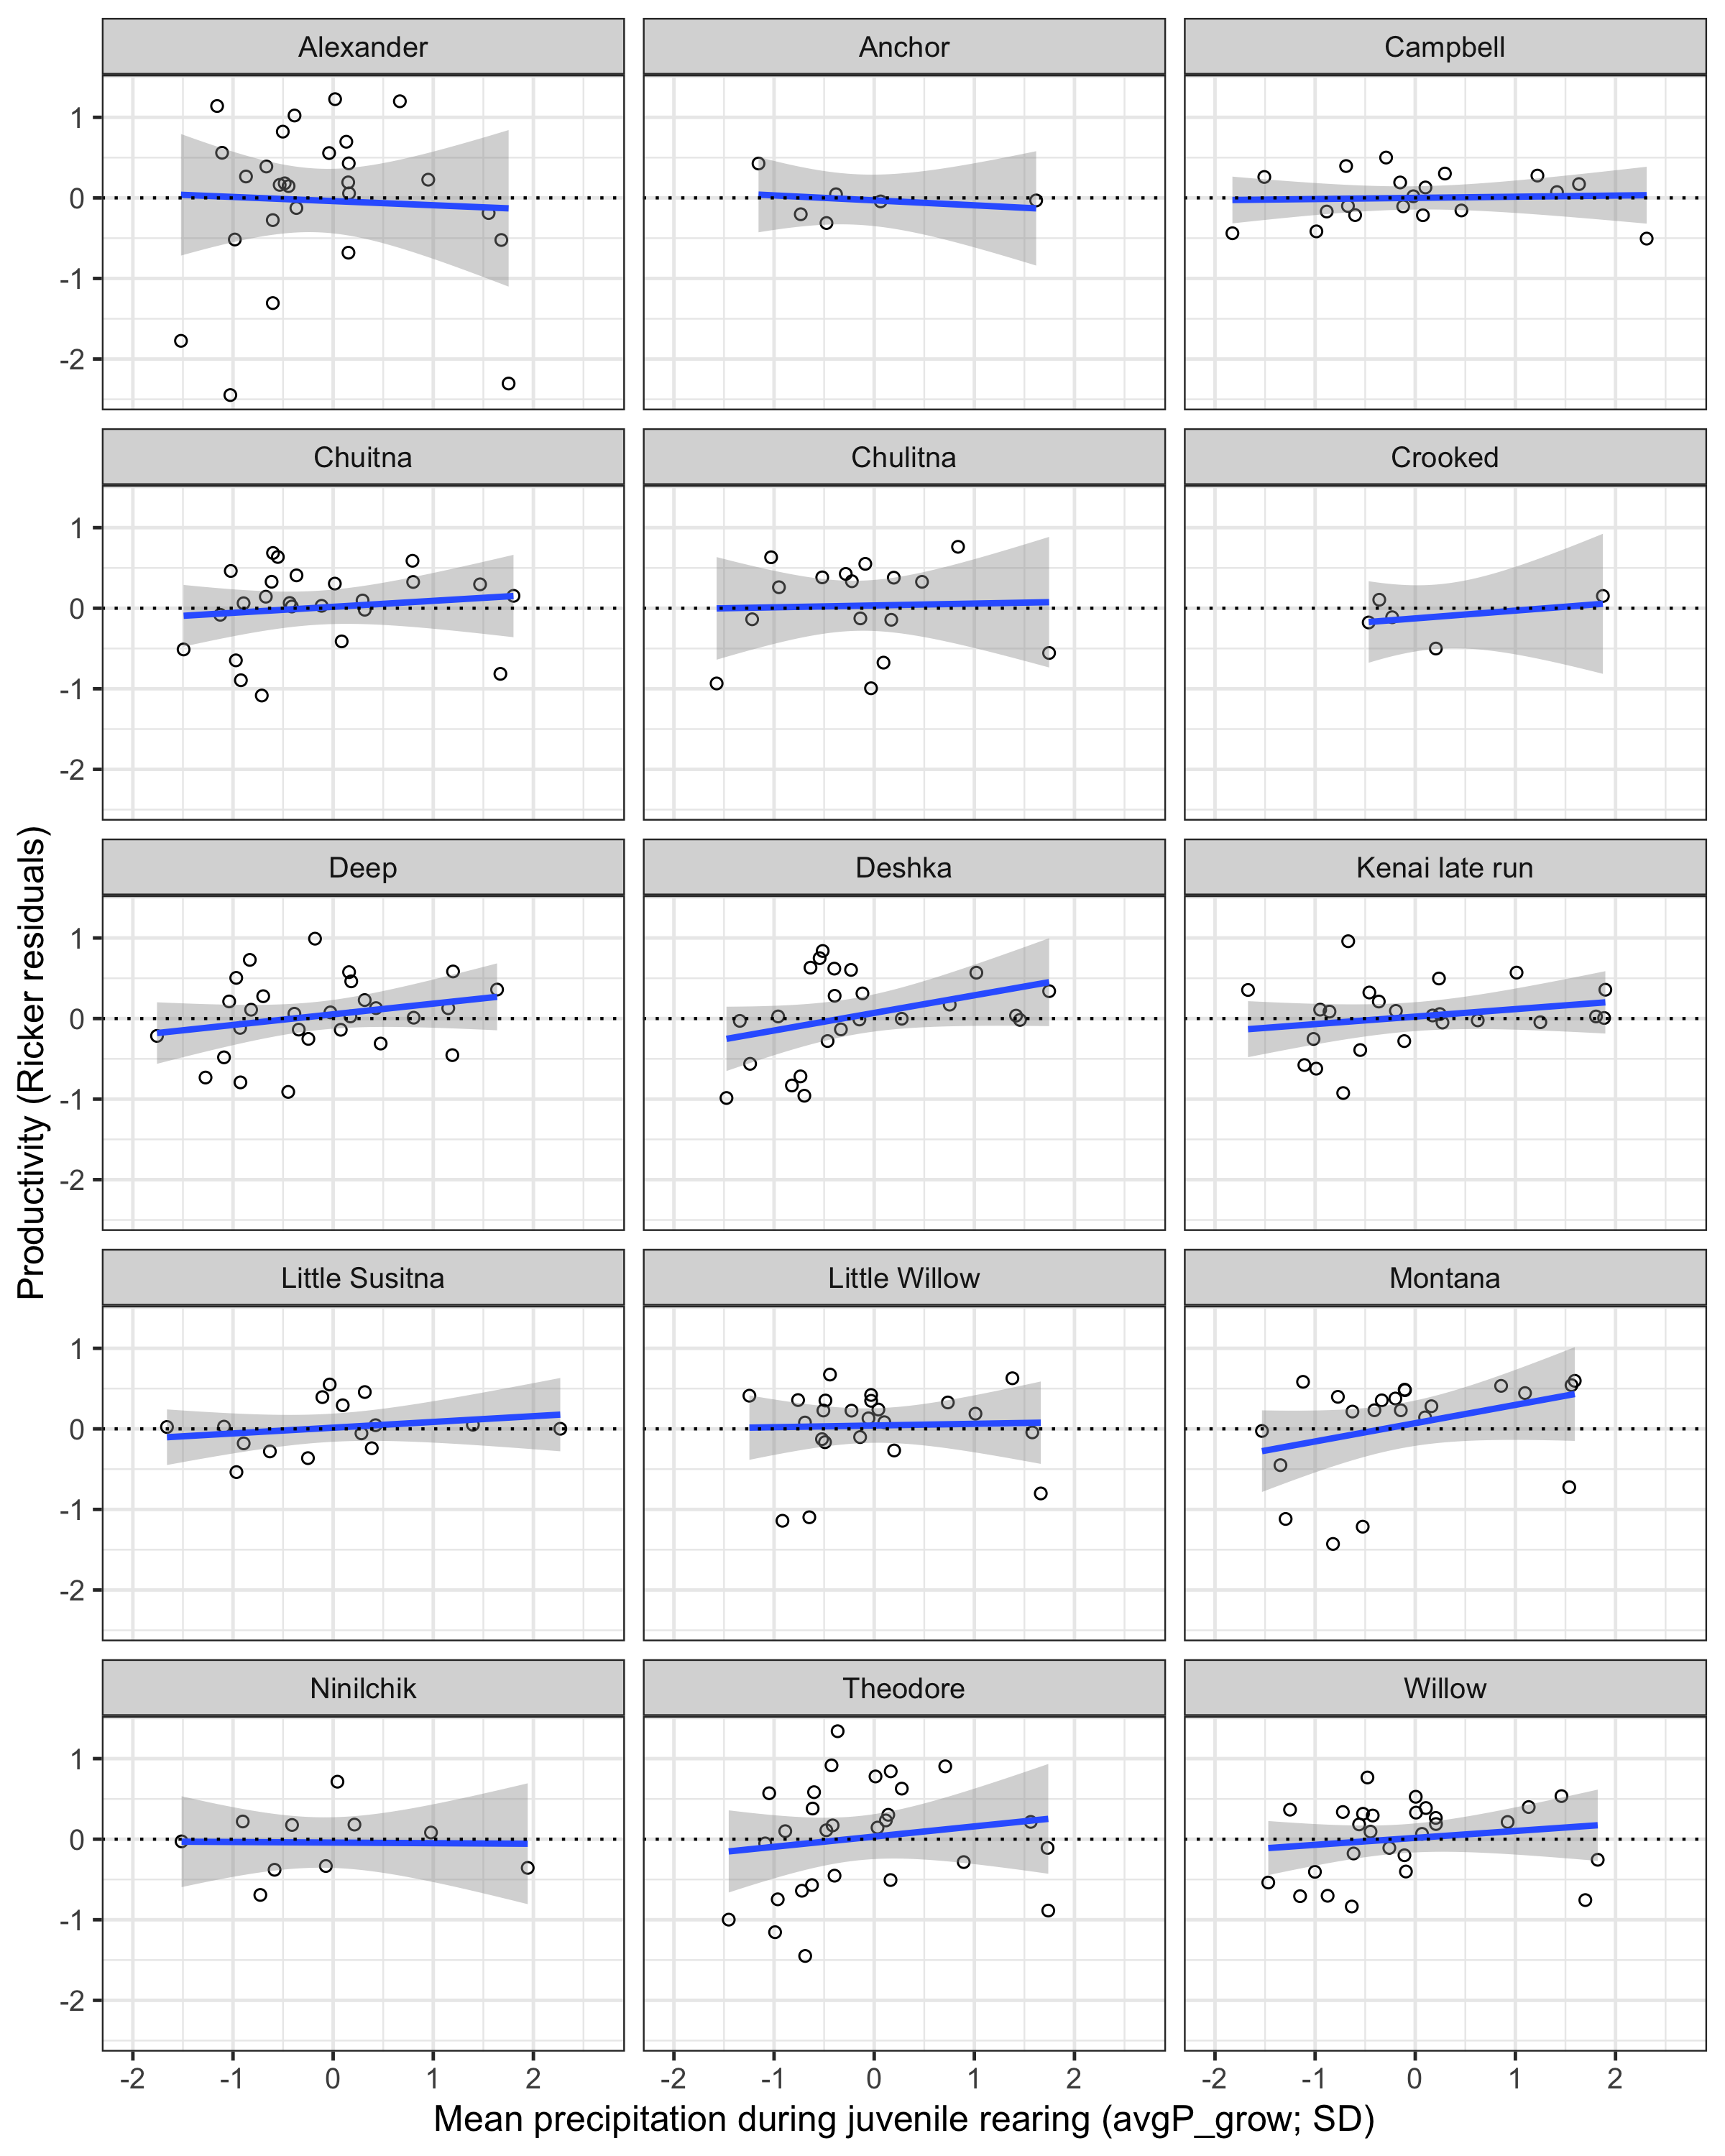 Alexander Anchor Campbell
1
0
-1
-2
Chuitna Chulitna Crooked
1
0
-1
-2
Deep Deshka Kenai late run
1
0
-1
-2
Little Susitna Little Willow Montana
1
0
-1
-2
Ninilchik Theodore Willow
1
0
-1
-2
-2 -1 0 1 2 -2 -1 0 1 2 -2 -1 0 1 2
Mean precipitation during juvenile rearing (avgP_grow; SD)
Productivity (Ricker residuals)